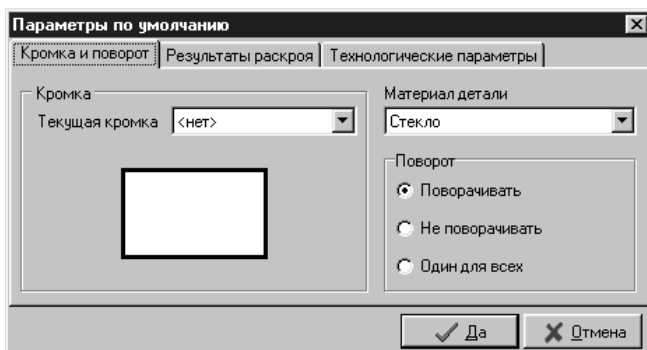 Параметры по умолчанию
Кромка и поворот Результаты раскроя Технологические параметры
Кромка
Текущая кромка <нет>
Материал детали
Стекло
Поворот
Поворачивать
Не поворачивать
Один для всех
Да Отмена